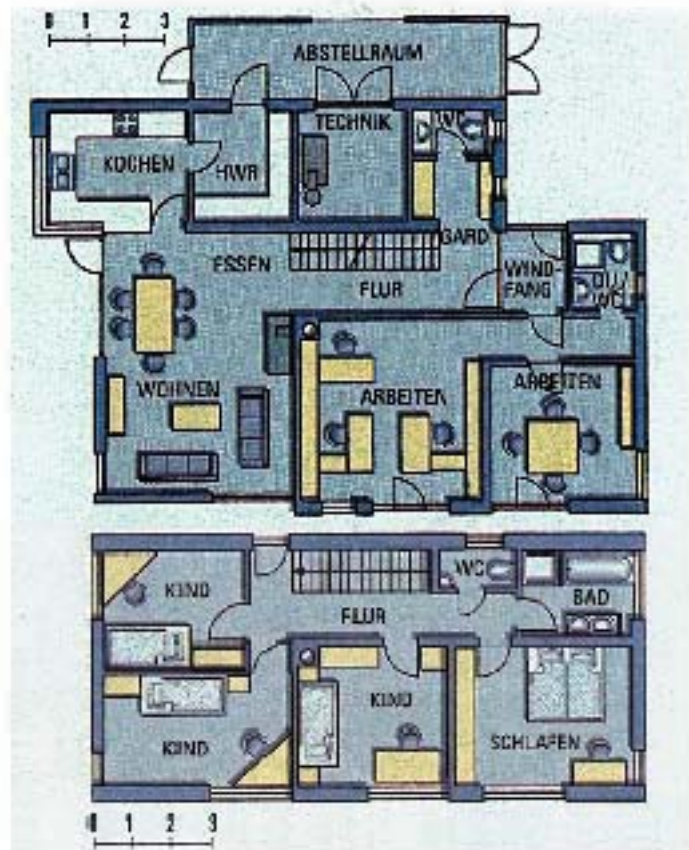 0 1 2 3
ABSTELLRAUM
TECHNIK
WC
KOCHEN
HWR
ESSEN
GARD
FLUR
WIND-
FANG
DU/
WC
WOHNEN
ARBEITEN
ARBEITEN
KIND
WC
BAD
FLUR
KIND
KIND
SCHLAFEN
0 1 2 3